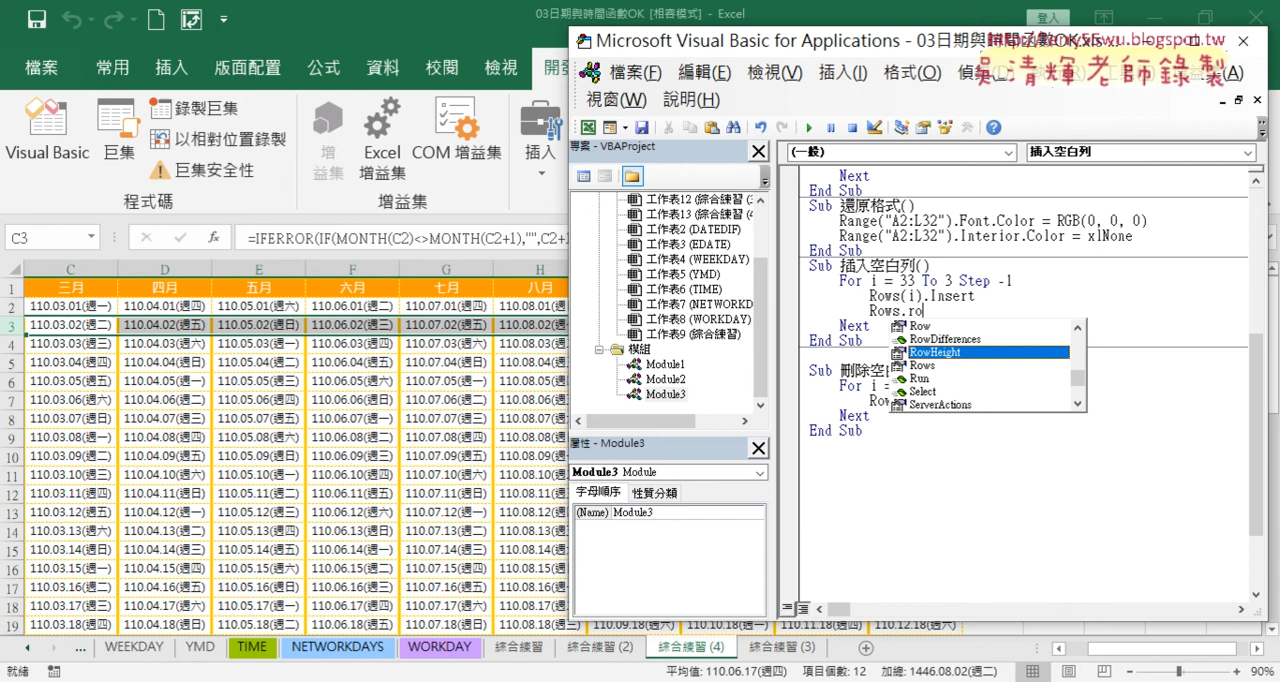 03日期與時間函數OK [相容模式] - Excel
登入
檔案 常用 插入 版面配置 公式 資料 校閱 檢視
Visual Basic
巨集
錄製巨集
以相對位置錄製
巨集安全性
程式碼
增益集
Excel 增益集
COM 增益集
增益集
插入
C3
=IFERROR(IF(MONTH(C2)<>MONTH(C2+1),"",C2+1
C D E F G H
1 三月 四月 五月 六月 七月 八月
2 110.03.01(週一) 110.04.01(週四) 110.05.01(週六) 110.06.01(週二) 110.07.01(週四) 110.08.01(週
3 110.03.02(週二) 110.04.02(週五) 110.05.02(週日) 110.06.02(週三) 110.07.02(週五) 110.08.02(週
4 110.03.03(週三) 110.04.03(週六) 110.05.03(週一) 110.06.03(週四) 110.07.03(週六) 110.08.03(週
5 110.03.04(週四) 110.04.04(週日) 110.05.04(週二) 110.06.04(週五) 110.07.04(週日) 110.08.04(週
6 110.03.05(週五) 110.04.05(週一) 110.05.05(週三) 110.06.05(週六) 110.07.05(週一) 110.08.05(週
7 110.03.06(週六) 110.04.06(週二) 110.05.06(週四) 110.06.06(週日) 110.07.06(週二) 110.08.06(週
8 110.03.07(週日) 110.04.07(週三) 110.05.07(週五) 110.06.07(週一) 110.07.07(週三) 110.08.07(週
9 110.03.08(週一) 110.04.08(週四) 110.05.08(週六) 110.06.08(週二) 110.07.08(週四) 110.08.08(週
10 110.03.09(週二) 110.04.09(週五) 110.05.09(週日) 110.06.09(週三) 110.07.09(週五) 110.08.09(週
11 110.03.10(週三) 110.04.10(週六) 110.05.10(週一) 110.06.10(週四) 110.07.10(週六) 110.08.10(週
12 110.03.11(週四) 110.04.11(週日) 110.05.11(週二) 110.06.11(週五) 110.07.11(週日) 110.08.11(週
13 110.03.12(週五) 110.04.12(週一) 110.05.12(週三) 110.06.12(週六) 110.07.12(週一) 110.08.12(週
14 110.03.13(週六) 110.04.13(週二) 110.05.13(週四) 110.06.13(週日) 110.07.13(週二) 110.08.13(週
15 110.03.14(週日) 110.04.14(週三) 110.05.14(週五) 110.06.14(週一) 110.07.14(週三) 110.08.14(週
16 110.03.15(週一) 110.04.15(週四) 110.05.15(週六) 110.06.15(週二) 110.07.15(週四) 110.08.15(週
17 110.03.16(週二) 110.04.16(週五) 110.05.16(週日) 110.06.16(週三) 110.07.16(週五) 110.08.16(週
18 110.03.17(週三) 110.04.17(週六) 110.05.17(週一) 110.06.17(週四) 110.07.17(週六) 110.08.17(週
19 110.03.18(週四) 110.04.18(週日) 110.05.18(週二) 110.06.18(週五) 110.07.18(週日) 110.08.18(週三) 110.09.18(週六) 110.10.18(週一) 110.11.18(週四) 110.12.18(週六)
... WEEKDAY YMD TIME NETWORKDAYS WORKDAY 綜合練習 綜合練習 (2) 綜合練習 (4) 綜合練習 (3)
就緒 平均值: 110.06.17(週四) 項目個數: 12 加總: 1446.08.02(週二) 90%
Microsoft Visual Basic for Applications - 03日期與時間函數OK.xls
吳清輝老師錄製
檔案(F) 編輯(E) 檢視(V) 插入(I) 格式(O)
視窗(W) 說明(H)
專案 - VBAProject
工作表12 (綜合練習 (
工作表13 (綜合練習 (4
工作表2 (DATEDIF)
工作表3 (EDATE)
工作表4 (WEEKDAY)
工作表5 (YMD)
工作表6 (TIME)
工作表7 (NETWORKD
工作表8 (WORKDAY)
工作表9 (綜合練習)
模組
Module1
Module2
Module3
屬性 - Module3
Module3 Module
字母順序 性質分類
(Name) Module3
(一般) 插入空白列
Next
End Sub
Sub 還原格式()
Range("A2:L32").Font.Color = RGB(0, 0, 0)
Range("A2:L32").Interior.Color = xlNone
End Sub
Sub 插入空白列()
For i = 33 To 3 Step -1
Rows(i).Insert
Rows.ro
Next
End Sub
Row
RowDifferences
RowHeight
Rows
Run
Select
ServerActions
Sub 刪除空
For i =
Ro
Next
End Sub